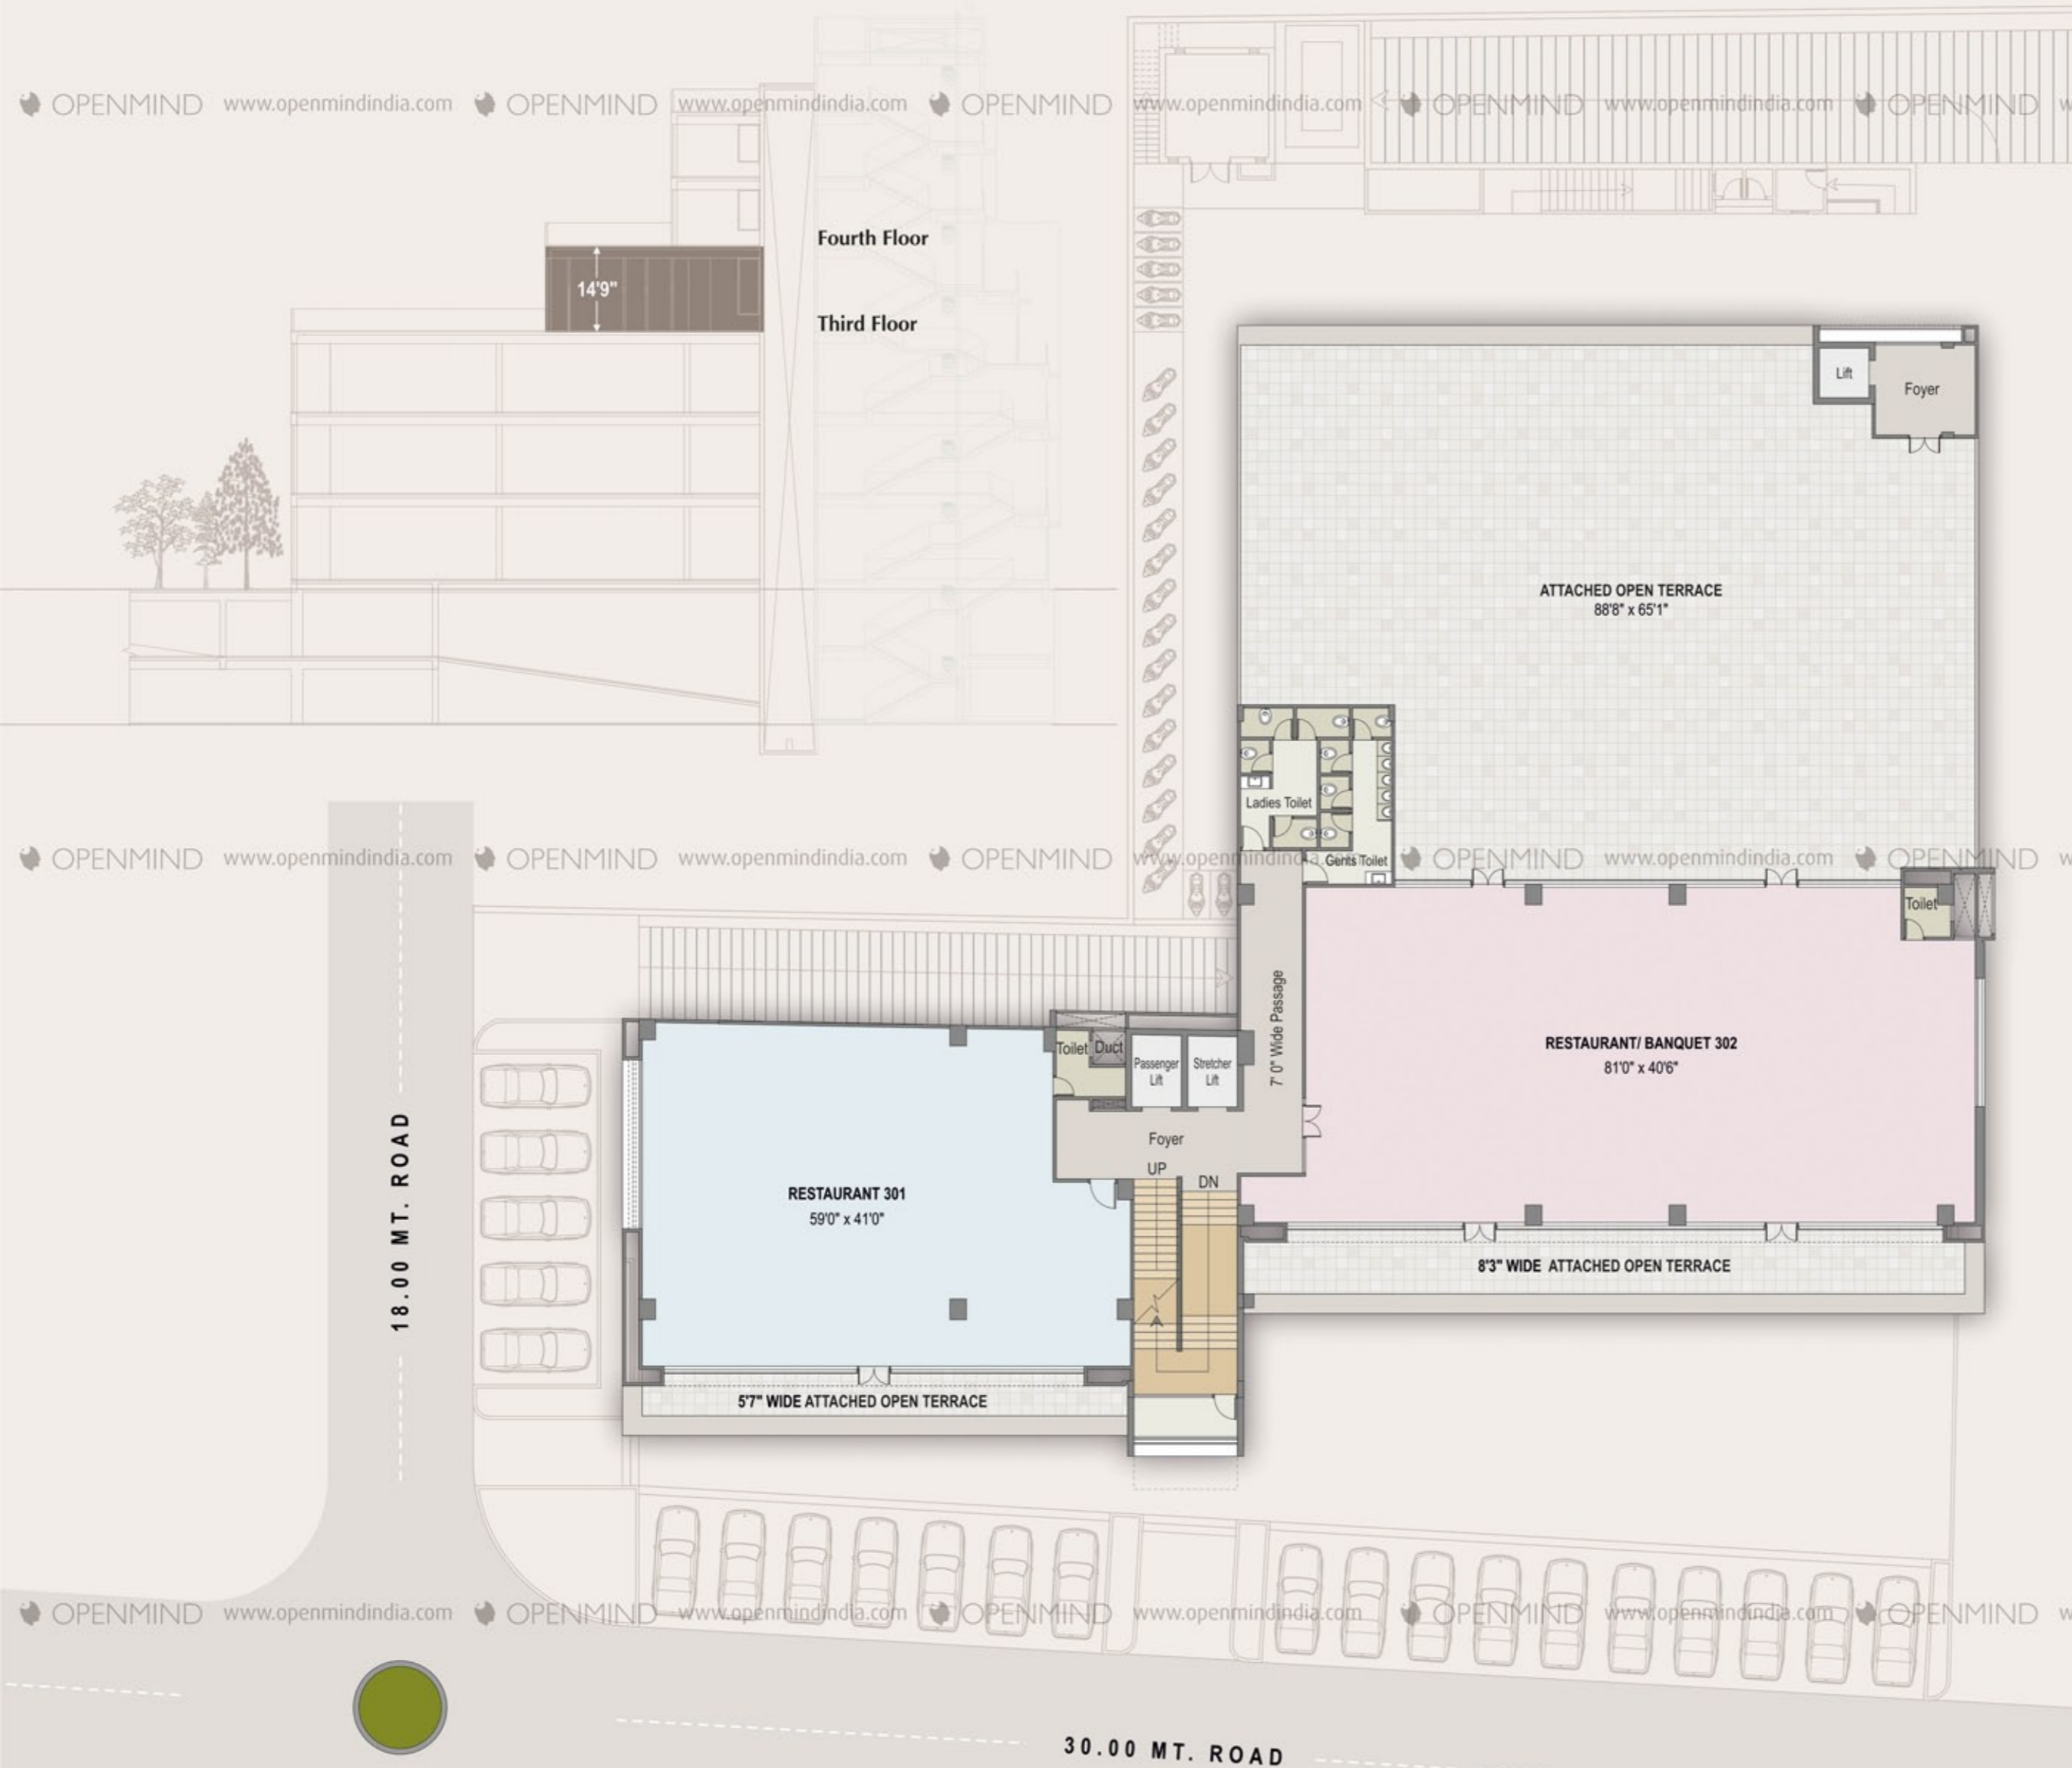 OPENMIND www.openmindindia.com OPENMIND www.openmindindia.com OPENMIND www.openmindindia.com OPENMIND www.openmindindia.com OPENMIND
Fourth Floor
14'9"
Third Floor
Lift
Foyer
ATTACHED OPEN TERRACE
88'8" x 65'1"
Ladies Toilet
Gents Toilet
OPENMIND www.openmindindia.com OPENMIND www.openmindindia.com OPENMIND www.openmindindia.com OPENMIND www.openmindindia.com OPENMIND
Toilet
7' 0" Wide Passage
RESTAURANT/ BANQUET 302
81'0" x 40'6"
Toilet
Duct
Passenger
Lift
Stretcher
Lift
Foyer
UP
DN
RESTAURANT 301
59'0" x 41'0"
18.00 MT. ROAD
8'3" WIDE ATTACHED OPEN TERRACE
5'7" WIDE ATTACHED OPEN TERRACE
OPENMIND www.openmindindia.com OPENMIND www.openmindindia.com OPENMIND www.openmindindia.com OPENMIND www.openmindindia.com OPENMIND
30.00 MT. ROAD